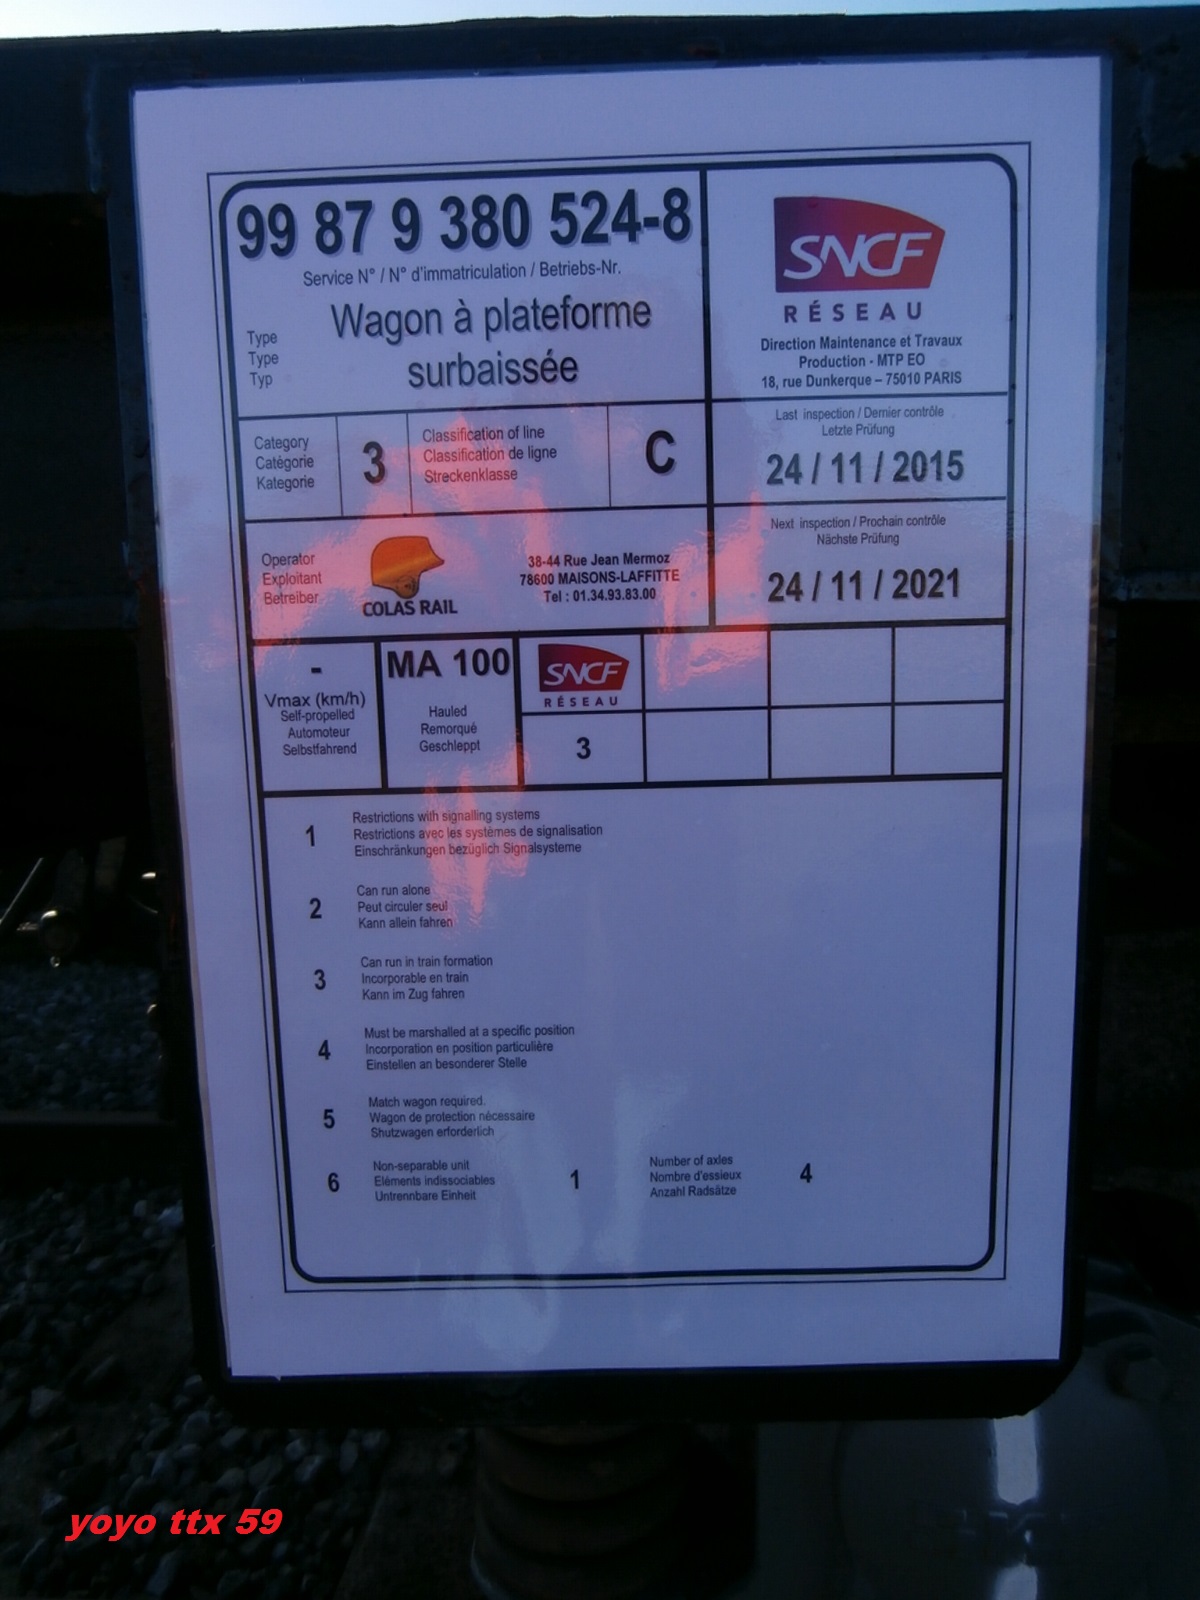 99 87 9 380 524-8
Service N° / N° d'immatriculation / Betriebs-Nr.
Type
Type
Typ
Wagon à plateforme
surbaissée
SNCF
RÉSEAU
Direction Maintenance et Travaux
Production - MTP EO
18, rue Dunkerque – 75010 PARIS
Category
Catégorie
Kategorie
3
Classification of line
Classification de ligne
Streckenklasse
C
Last inspection / Dernier contrôle
Letzte Prüfung
24 / 11 / 2015
Operator
Exploitant
Betreiber
COLAS RAIL
38-44 Rue Jean Mermoz
78600 MAISONS-LAFFITTE
Tel : 01.34.93.83.00
Next inspection / Prochain contrôle
Nächste Prüfung
24 / 11 / 2021
-
Vmax (km/h)
Self-propelled
Automoteur
Selbstfahrend
MA 100
Hauled
Remorqué
Geschleppt
SNCF
RÉSEAU
3
1
Restrictions with signalling systems
Restrictions avec les systèmes de signalisation
Einschränkungen bezüglich Signalsysteme
2
Can run alone
Peut circuler seul
Kann allein fahren
3
Can run in train formation
Incorporable en train
Kann im Zug fahren
4
Must be marshalled at a specific position
Incorporation en position particulière
Einstellen an besonderer Stelle
5
Match wagon required.
Wagon de protection nécessaire
Shutzwagen erforderlich
6
Non-separable unit
Eléments indissociables
Untrennbare Einheit
1
Number of axles
Nombre d'essieux
Anzahl Radsätze
4
yoyo ttx 59